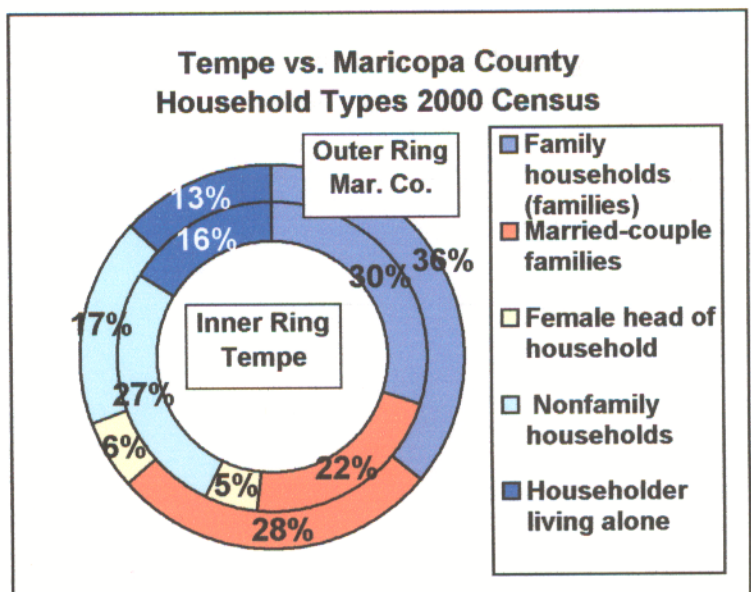 Tempe vs. Maricopa County
Household Types 2000 Census
Outer Ring
Mar. Co.
13%
16%
36%
30%
17%
Inner Ring
Tempe
27%
6%
5%
22%
28%
Family
households
(families)
Married-couple
families
Female head of
household
Nonfamily
households
Householder
living alone